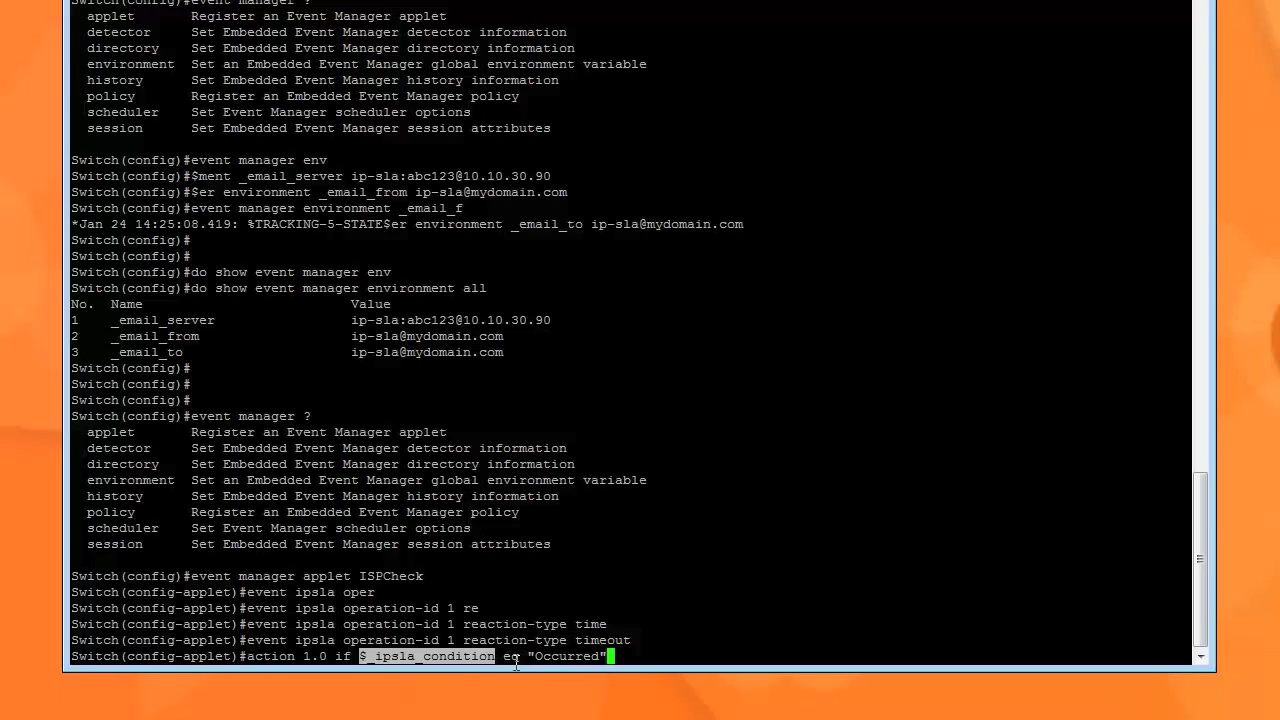 Switch(config)#event manager ?
  applet       Register an Event Manager applet
  detector     Set Embedded Event Manager detector information
  directory    Set Embedded Event Manager directory information
  environment  Set an Embedded Event Manager global environment variable
  history      Set Embedded Event Manager history information
  policy       Register an Embedded Event Manager policy
  scheduler    Set Event Manager scheduler options
  session      Set Embedded Event Manager session attributes
Switch(config)#event manager env
Switch(config)#$ment _email_server ip-sla:abc123@10.10.30.90
Switch(config)#$er environment _email_from ip-sla@mydomain.com
Switch(config)#event manager environment _email_f
*Jan 24 14:25:08.419: %TRACKING-5-STATE$er environment _email_to ip-sla@mydomain.com
Switch(config)#
Switch(config)#
Switch(config)#do show event manager env
Switch(config)#do show event manager environment all
No.  Name                          Value
1    _email_server                 ip-sla:abc123@10.10.30.90
2    _email_from                   ip-sla@mydomain.com
3    _email_to                     ip-sla@mydomain.com
Switch(config)#
Switch(config)#
Switch(config)#
Switch(config)#event manager ?
  applet       Register an Event Manager applet
  detector     Set Embedded Event Manager detector information
  directory    Set Embedded Event Manager directory information
  environment  Set an Embedded Event Manager global environment variable
  history      Set Embedded Event Manager history information
  policy       Register an Embedded Event Manager policy
  scheduler    Set Event Manager scheduler options
  session      Set Embedded Event Manager session attributes
Switch(config)#event manager applet ISPCheck
Switch(config-applet)#event ipsla oper
Switch(config-applet)#event ipsla operation-id 1 re
Switch(config-applet)#event ipsla operation-id 1 reaction-type time
Switch(config-applet)#event ipsla operation-id 1 reaction-type timeout
Switch(config-applet)#action 1.0 if $_ipsla_condition eq "Occurred"